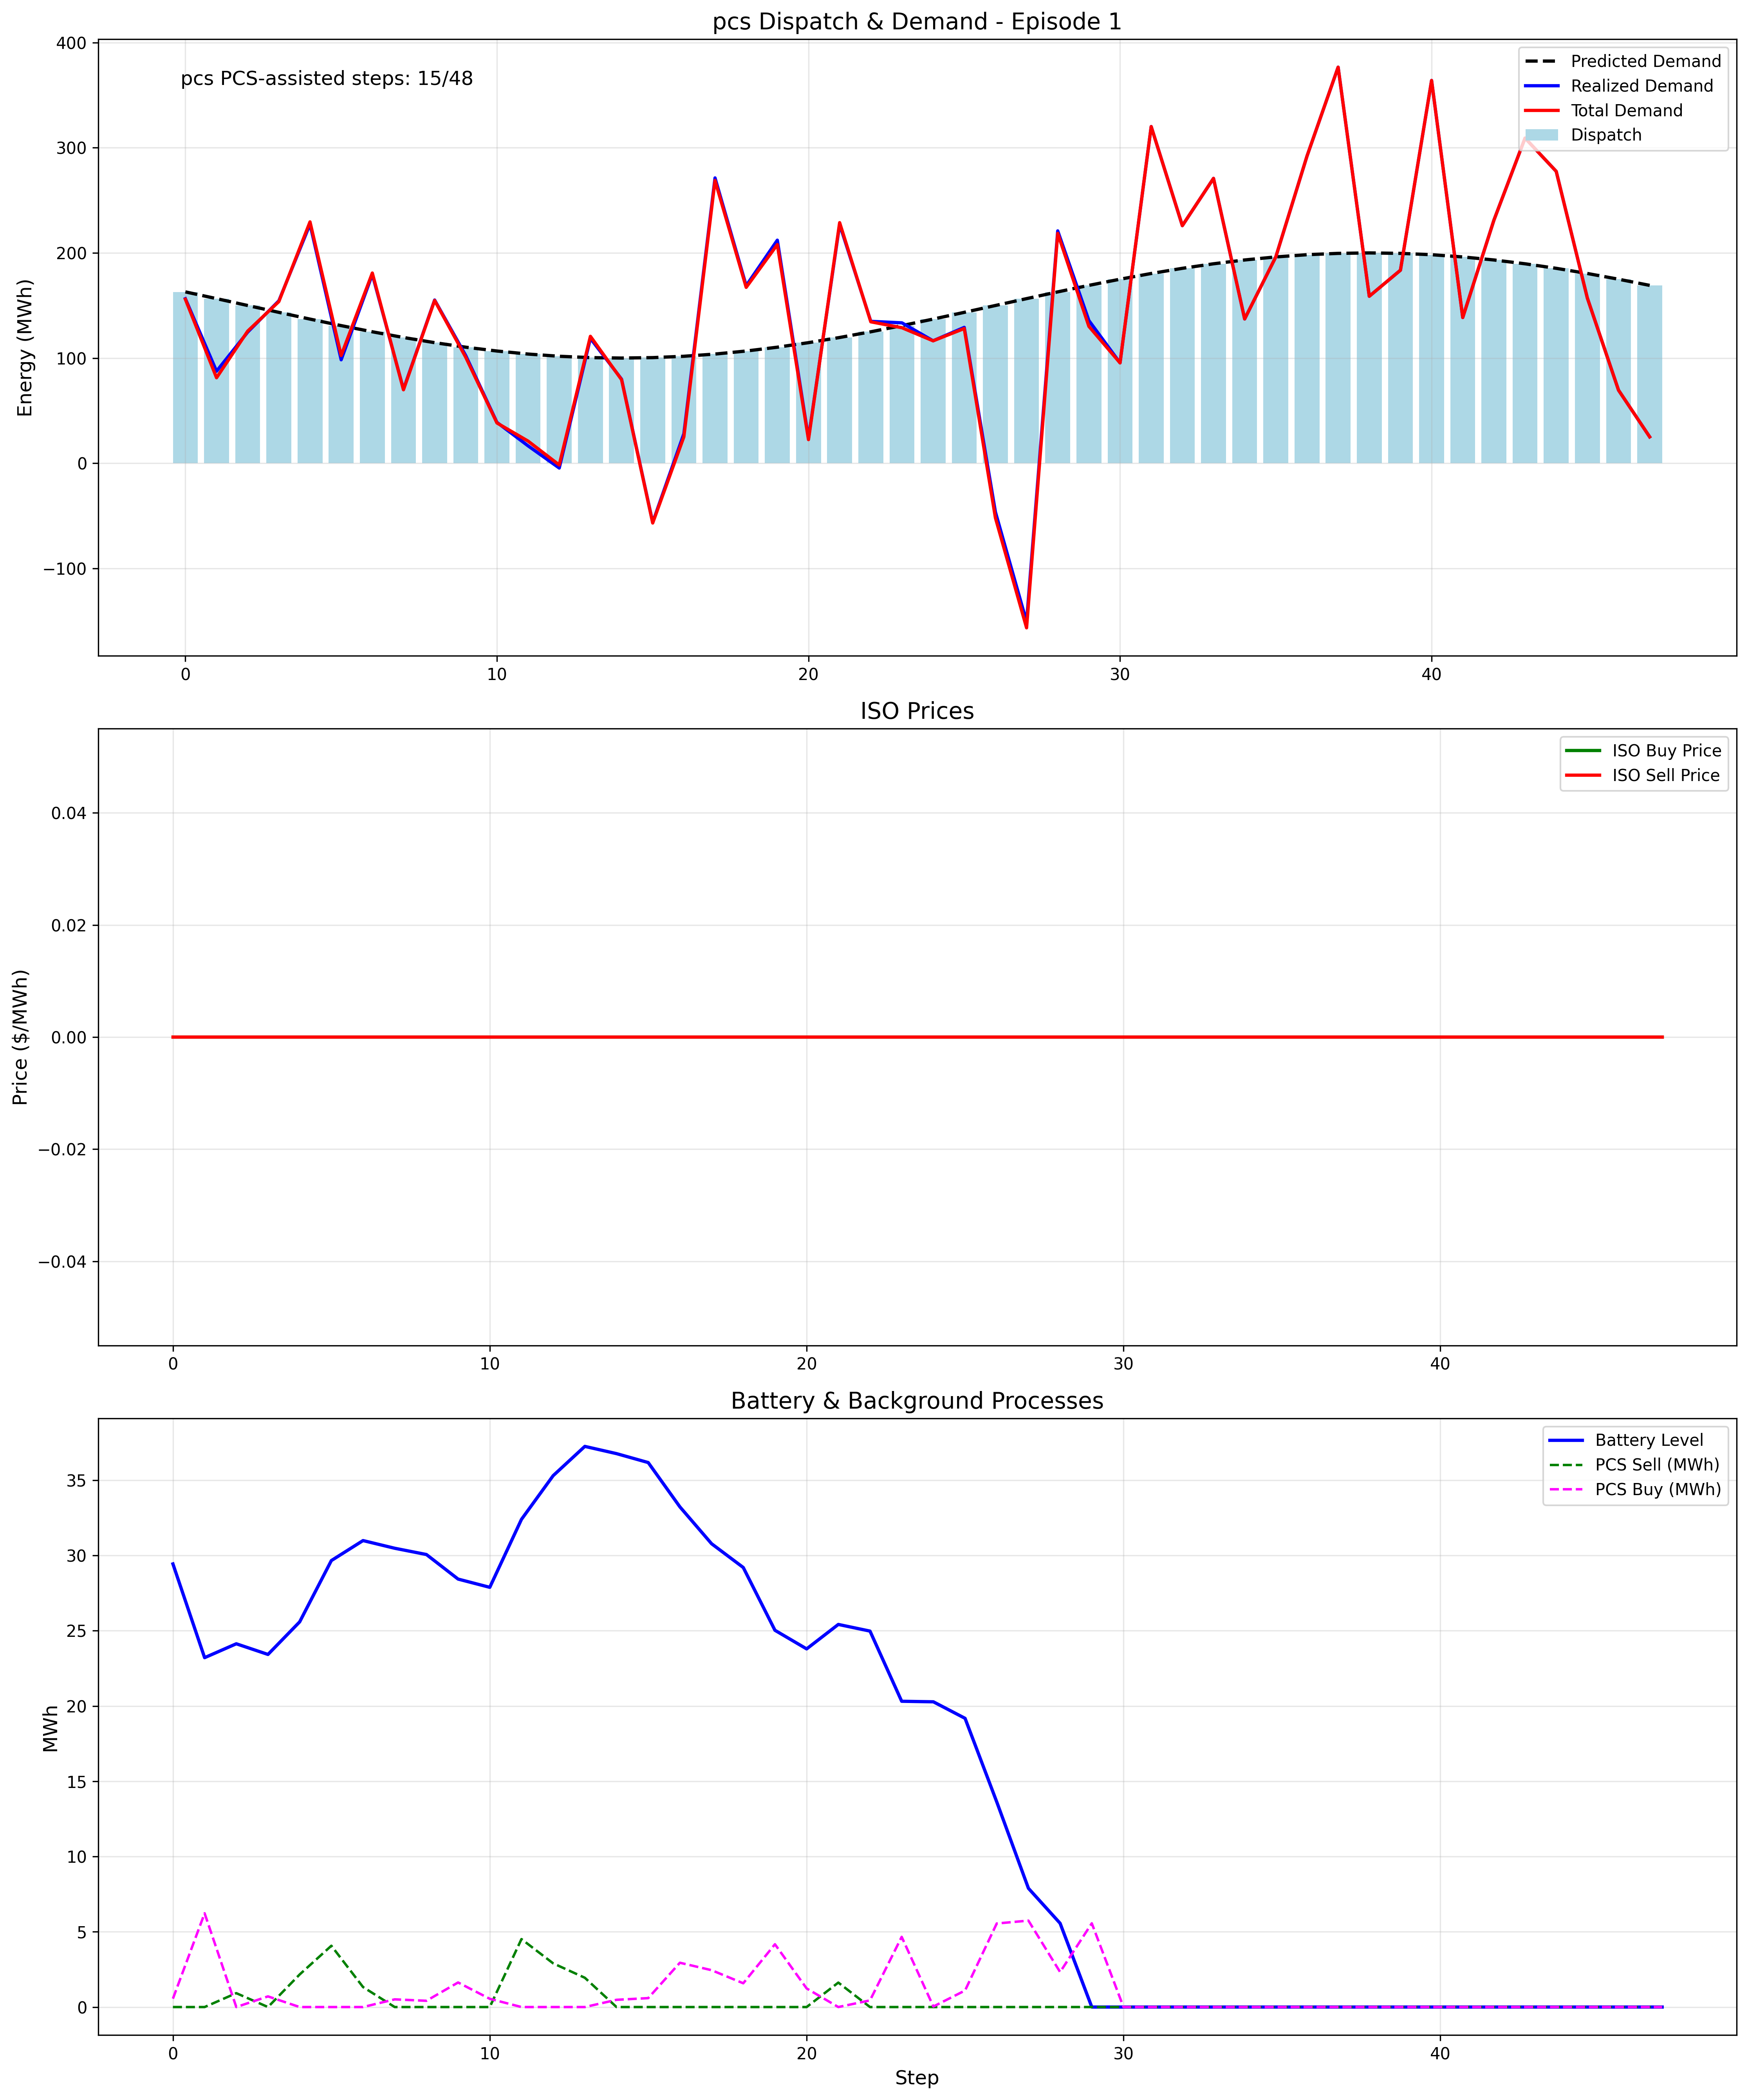 pcs Dispatch & Demand - Episode 1
pcs PCS-assisted steps: 15/48
Predicted Demand
Realized Demand
Total Demand
Dispatch
Energy (MWh)
400
300
200
100
0
−100
0
10
20
30
40
ISO Prices
ISO Buy Price
ISO Sell Price
Price ($/MWh)
0.04
0.02
0.00
−0.02
−0.04
0
10
20
30
40
Battery & Background Processes
Battery Level
PCS Sell (MWh)
PCS Buy (MWh)
MWh
35
30
25
20
15
10
5
0
0
10
20
30
40
Step